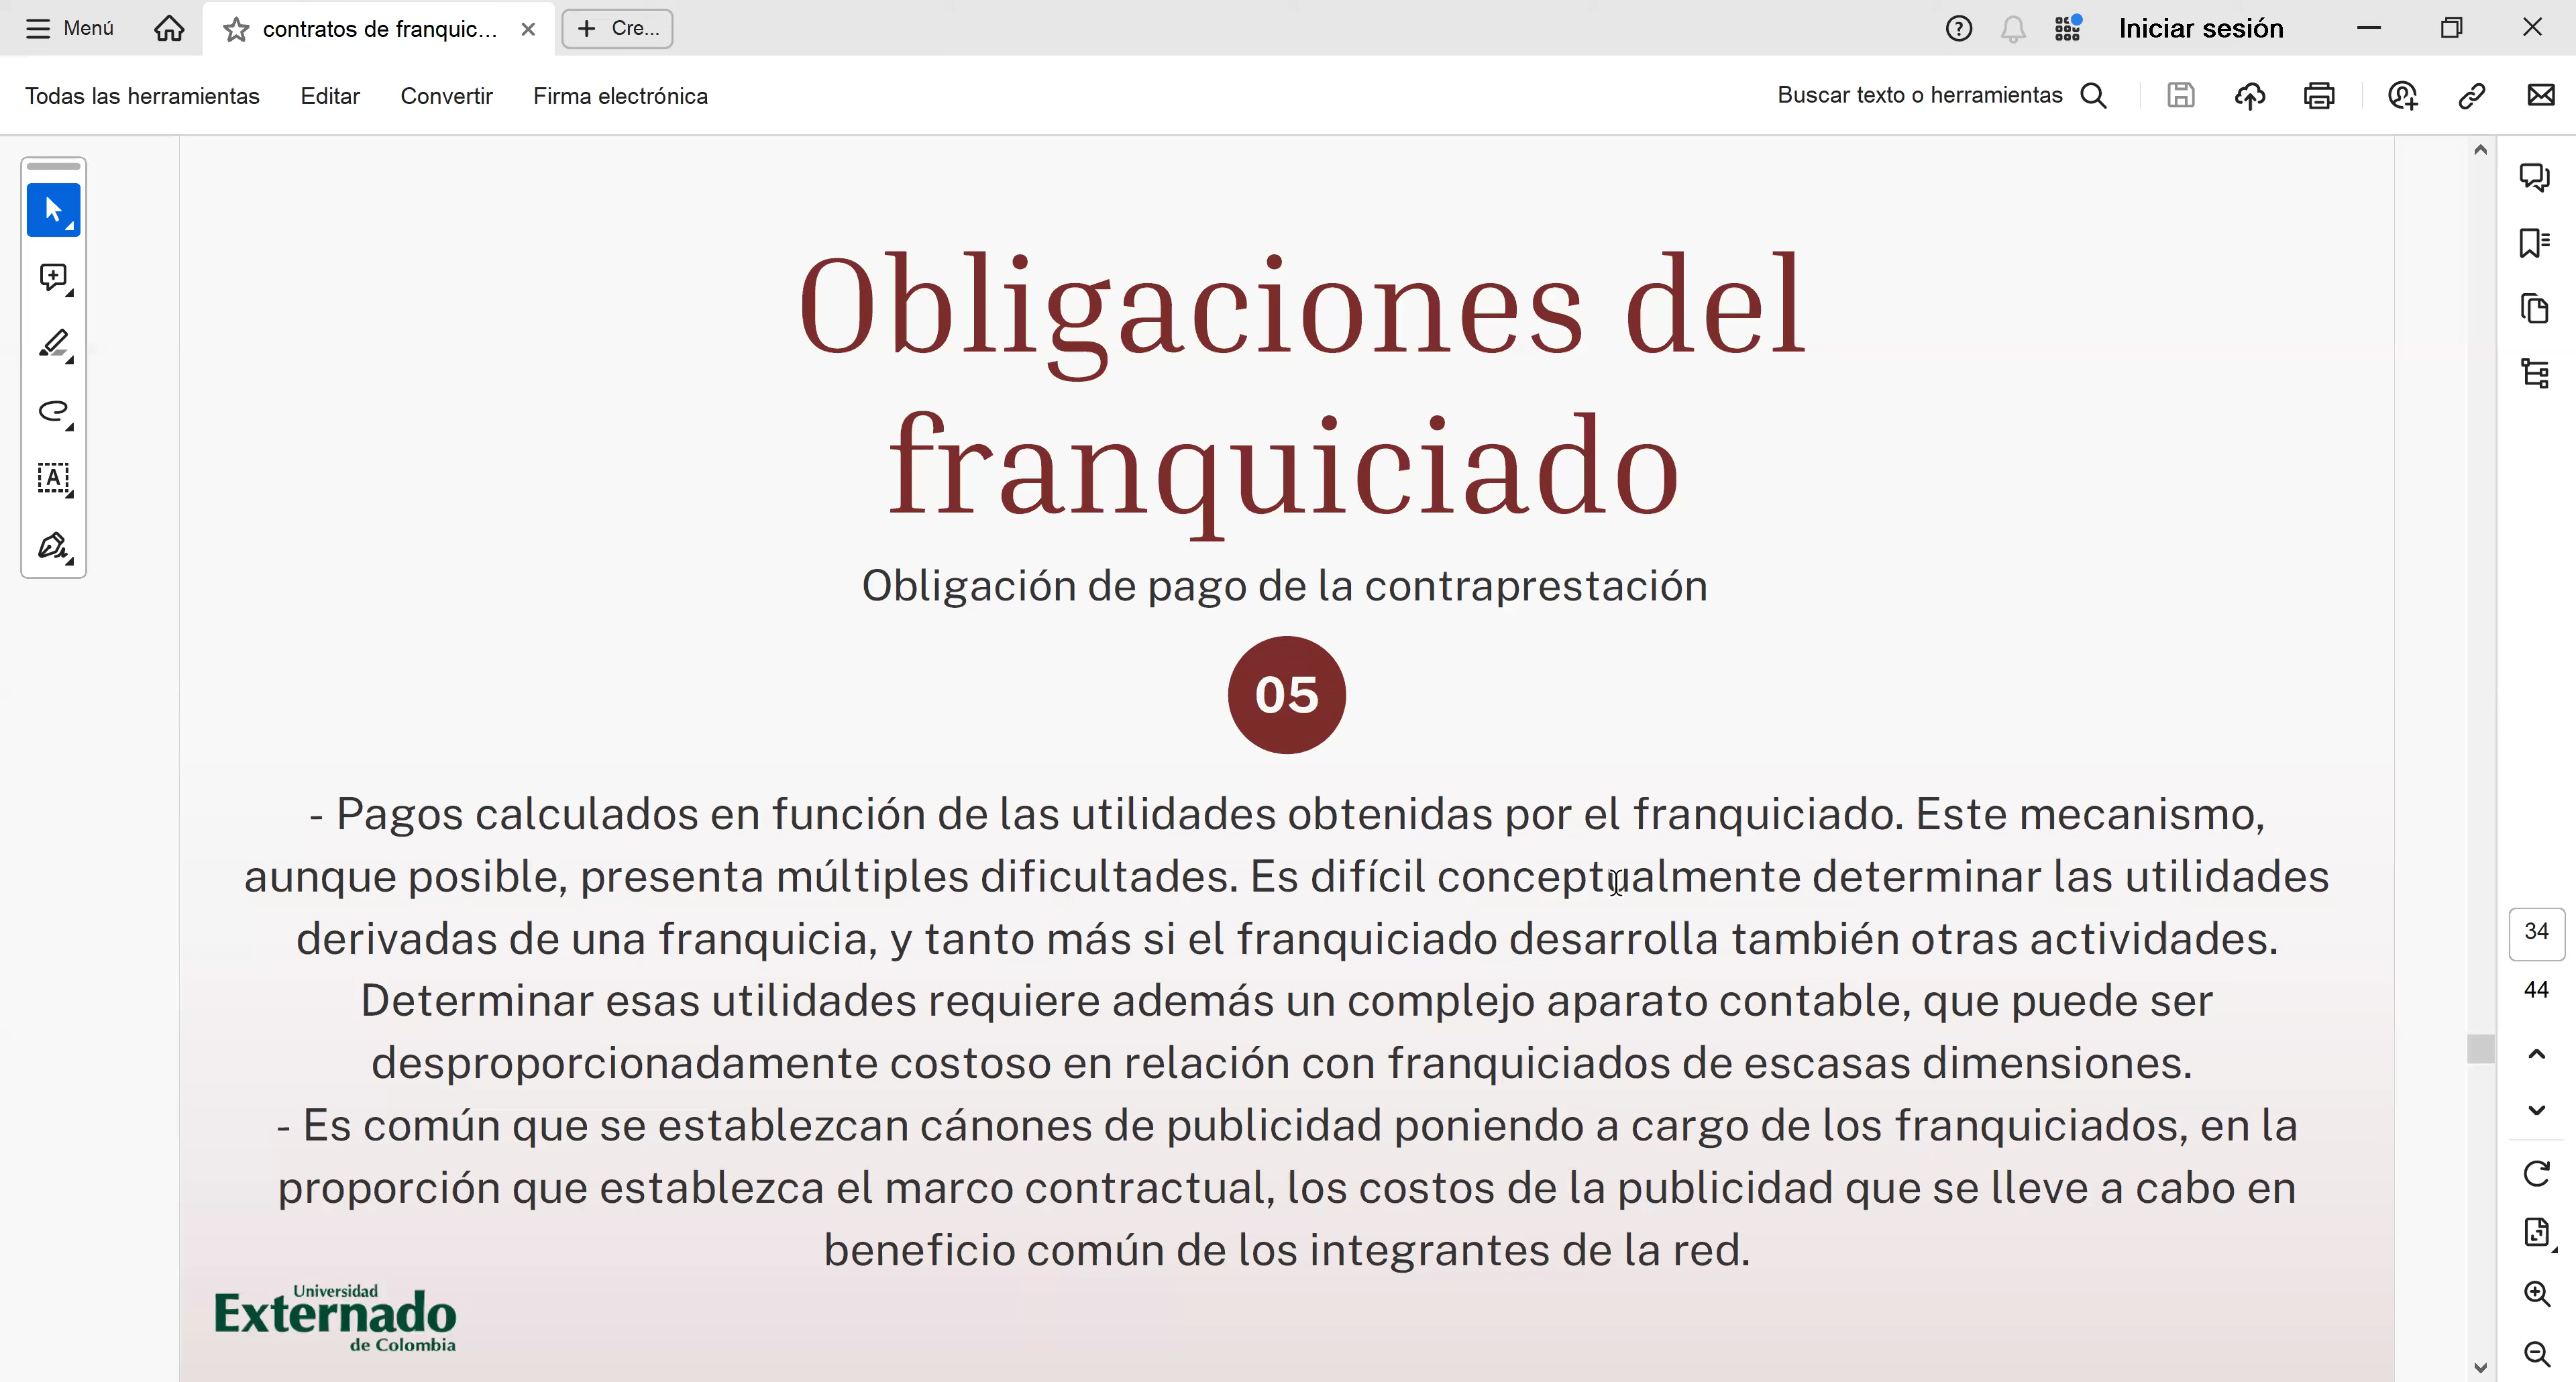 Menú
contratos de franquic...
Cre...
Iniciar sesión
Todas las herramientas
Editar
Convertir
Firma electrónica
Buscar texto o herramientas
Obligaciones del
franquiciado
Obligación de pago de la contraprestación
05
- Pagos calculados en función de las utilidades obtenidas por el franquiciado. Este mecanismo,
aunque posible, presenta múltiples dificultades. Es difícil conceptualmente determinar las utilidades
derivadas de una franquicia, y tanto más si el franquiciado desarrolla también otras actividades.
Determinar esas utilidades requiere además un complejo aparato contable, que puede ser
desproporcionadamente costoso en relación con franquiciados de escasas dimensiones.
- Es común que se establezcan cánones de publicidad poniendo a cargo de los franquiciados, en la
proporción que establezca el marco contractual, los costos de la publicidad que se lleve a cabo en
beneficio común de los integrantes de la red.
Universidad
Externado
de Colombia
34
44